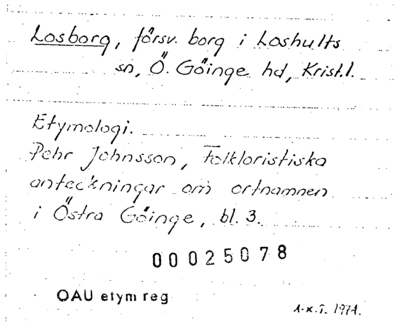 Losborg, försv. borg i Loshults
sn, Ö. Göinge hd, Krist.l.
Etymologi.
Pehr Johnsson, Folkloristiska
anteckningar om ortnamnen
i Östra Göinge, bl. 3.
00025078
OAU etym reg
1971.